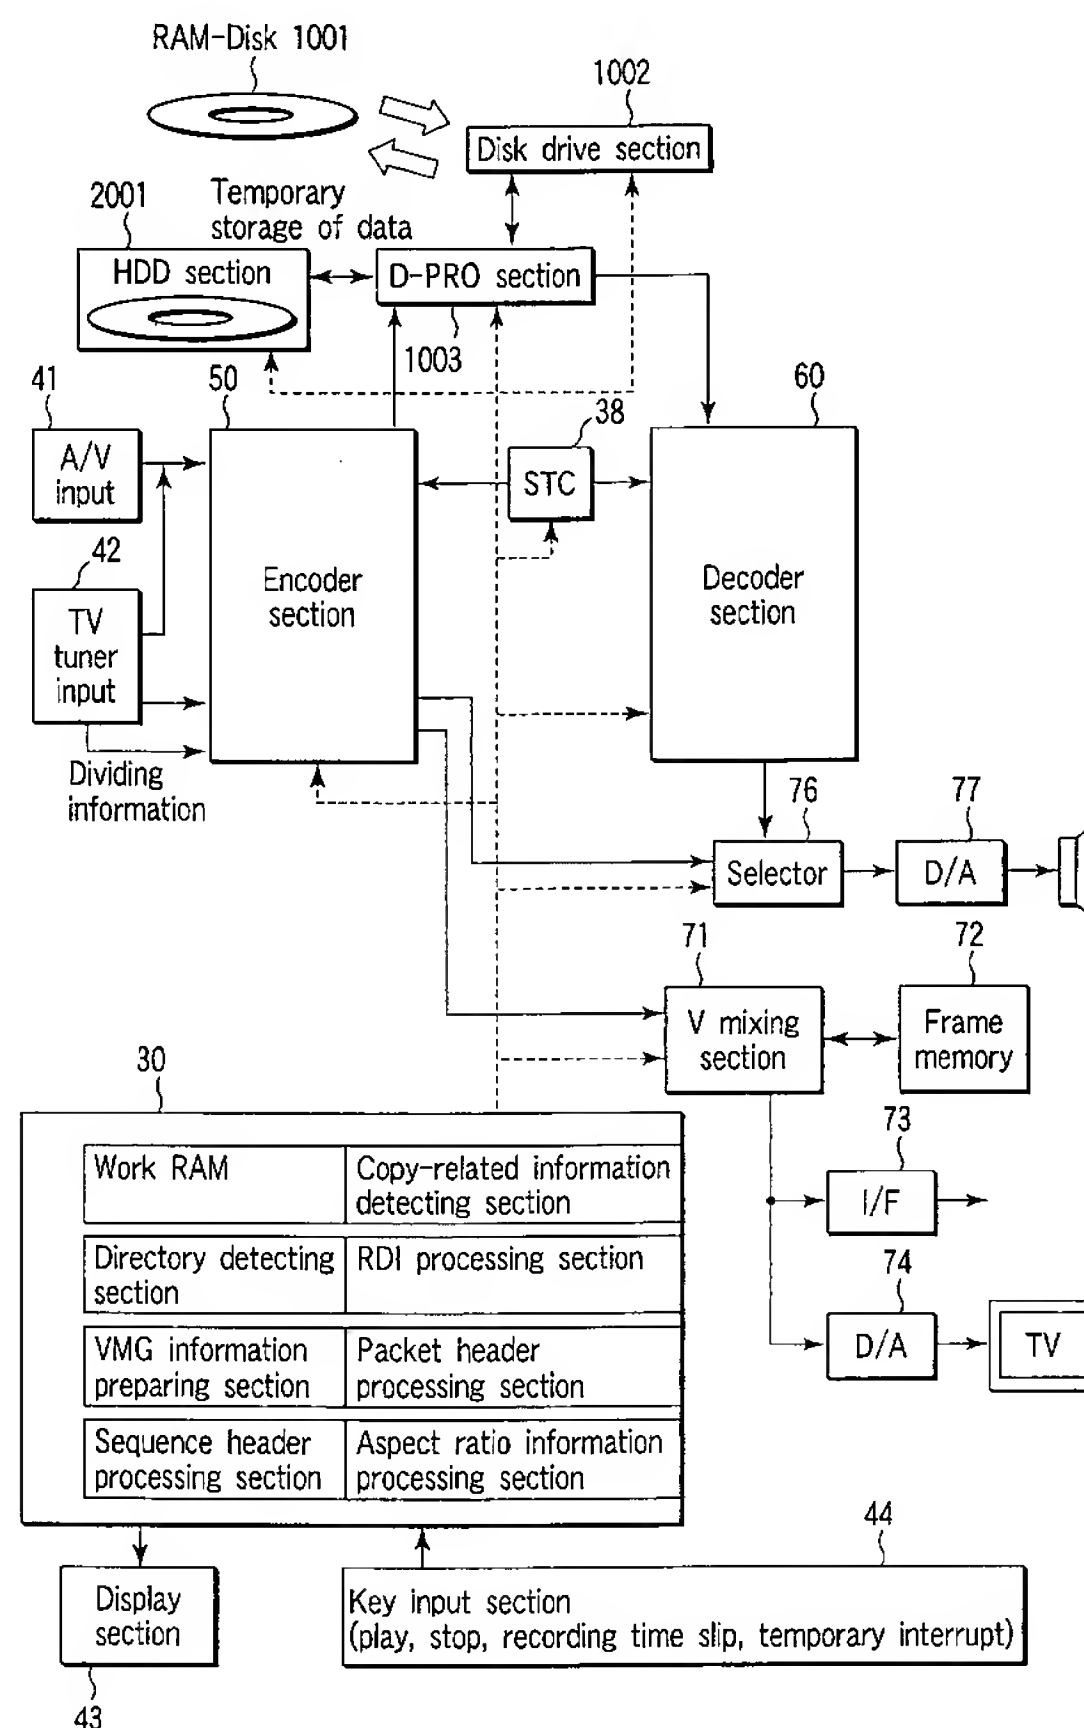 RAM-Disk 1001
1002
Disk drive section
2001
Temporary
storage of data
HDD section
D-PRO section
1003
41
50
38
60
A/V
input
STC
42
TV
tuner
input
Encoder
section
Decoder
section
Dividing
information
76
77
Selector
D/A
71
72
V mixing
section
Frame
memory
30
73
Work RAM
Copy-related information
detecting section
I/F
Directory detecting
section
RDI processing section
74
VMG information
preparing section
Packet header
processing section
D/A
TV
Sequence header
processing section
Aspect ratio information
processing section
44
Display
section
Key input section
(play, stop, recording time slip, temporary interrupt)
43